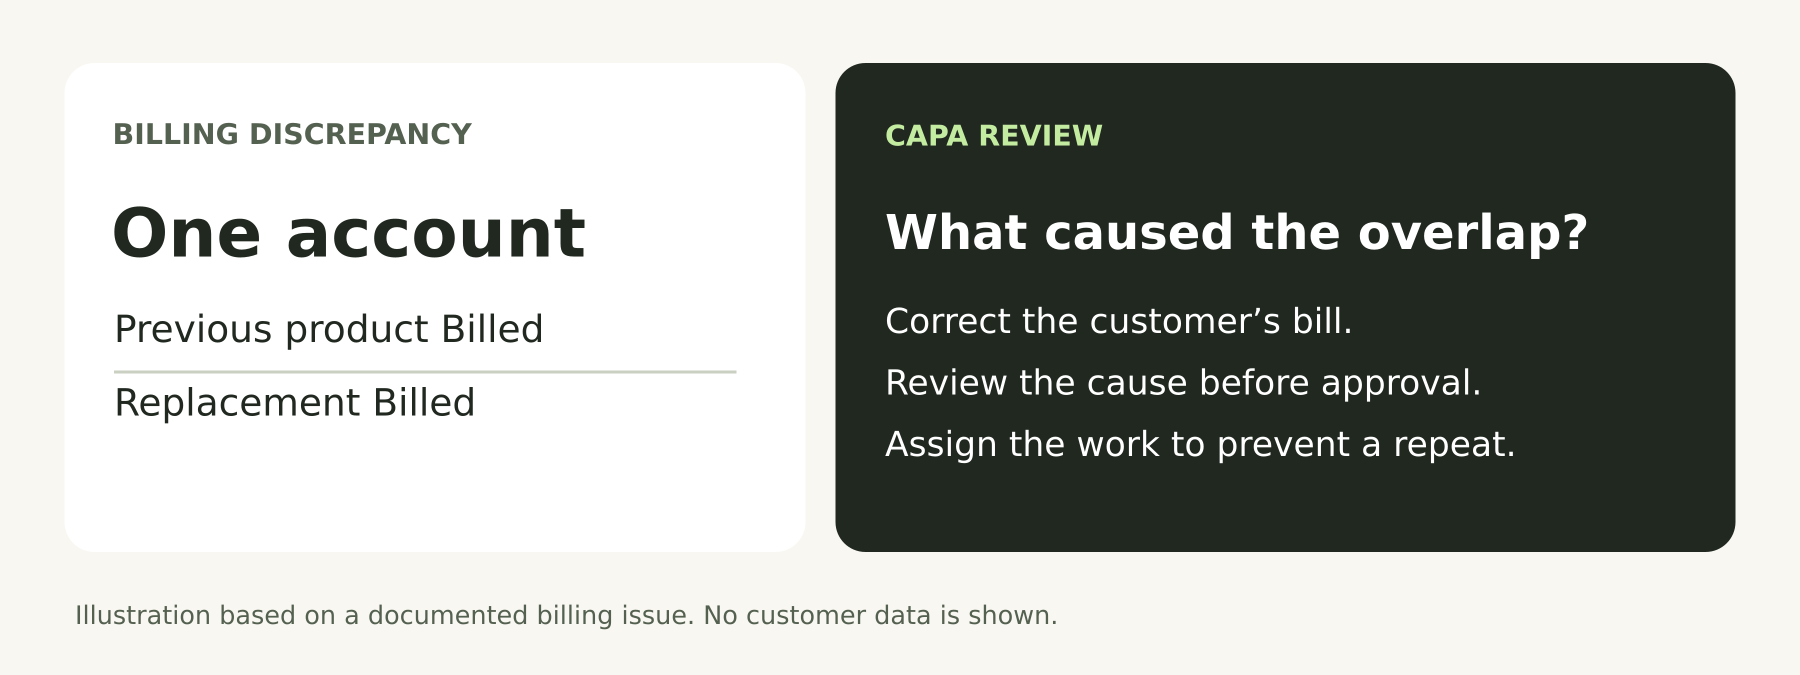 BILLING DISCREPANCY
One account
Previous product Billed
Replacement Billed
CAPA REVIEW
What caused the overlap?
Correct the customer’s bill.
Review the cause before approval.
Assign the work to prevent a repeat.
Illustration based on a documented billing issue. No customer data is shown.